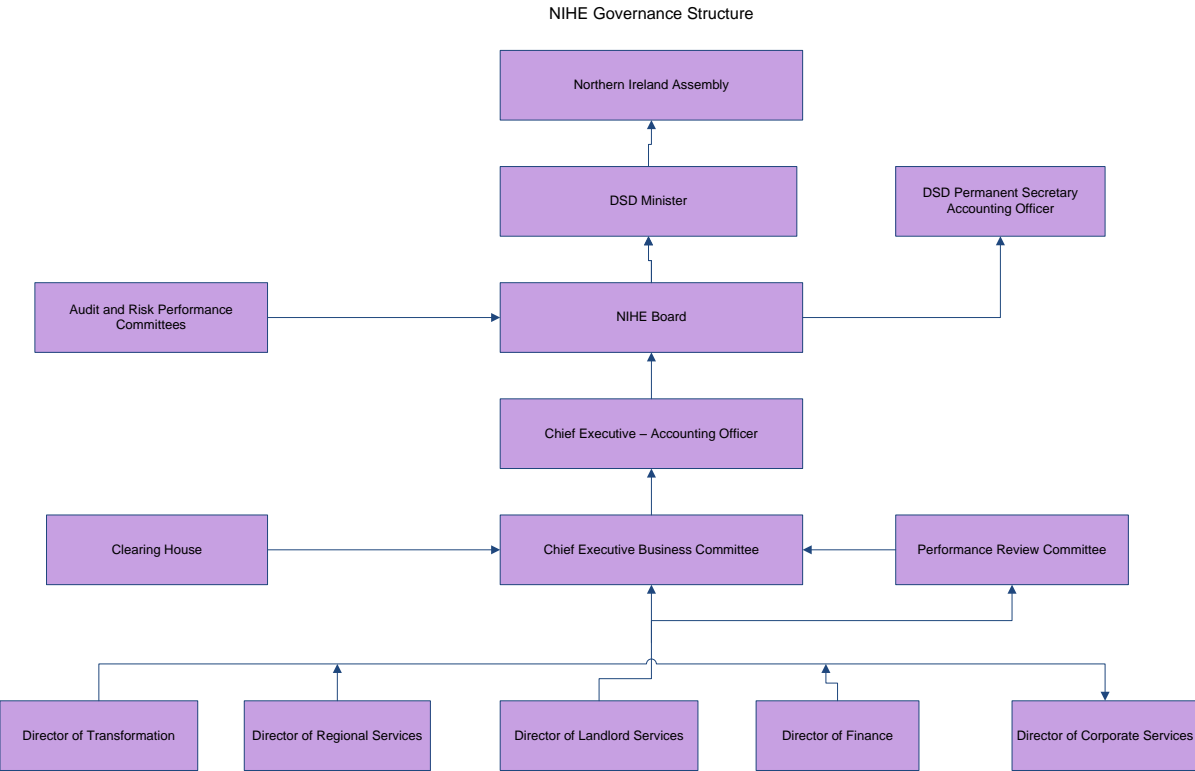 NIHE Governance Structure
Northern Ireland Assembly
DSD Minister
DSD Permanent Secretary
Accounting Officer
Audit and Risk Performance
Committees
NIHE Board
Chief Executive – Accounting Officer
Clearing House
Chief Executive Business Committee
Performance Review Committee
Director of Transformation
Director of Regional Services
Director of Landlord Services
Director of Finance
Director of Corporate Services